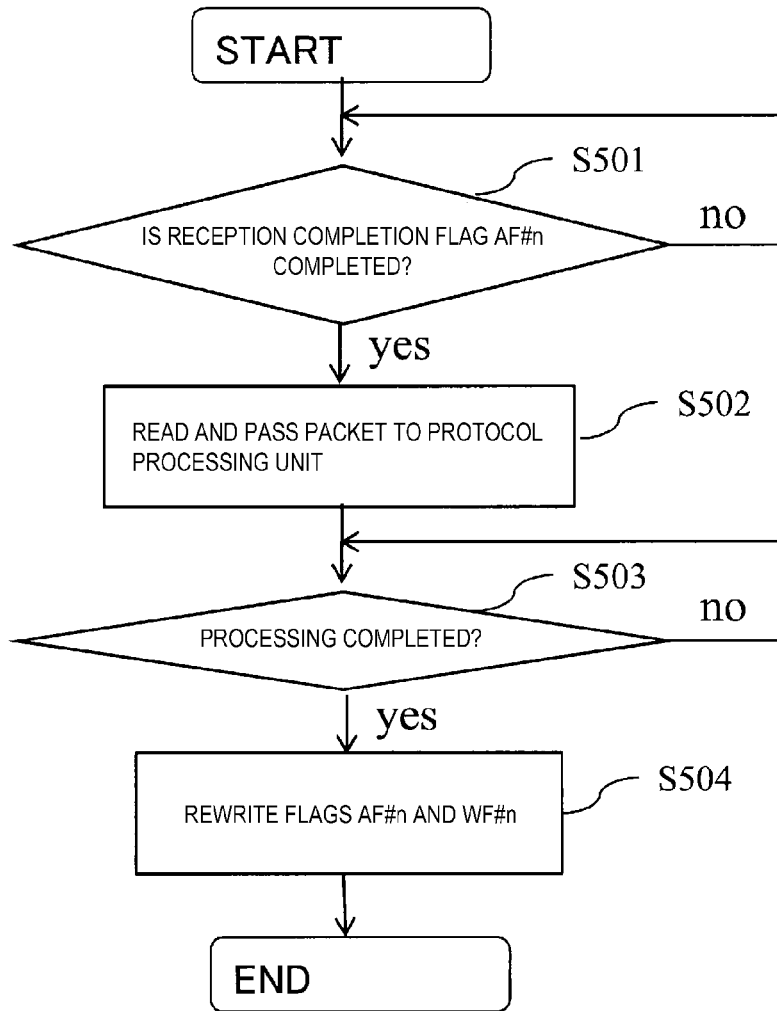 START
S501
IS RECEPTION COMPLETION FLAG AF#n
COMPLETED?
no
yes
S502
READ AND PASS PACKET TO PROTOCOL
PROCESSING UNIT
S503
PROCESSING COMPLETED?
no
yes
S504
REWRITE FLAGS AF#n AND WF#n
END